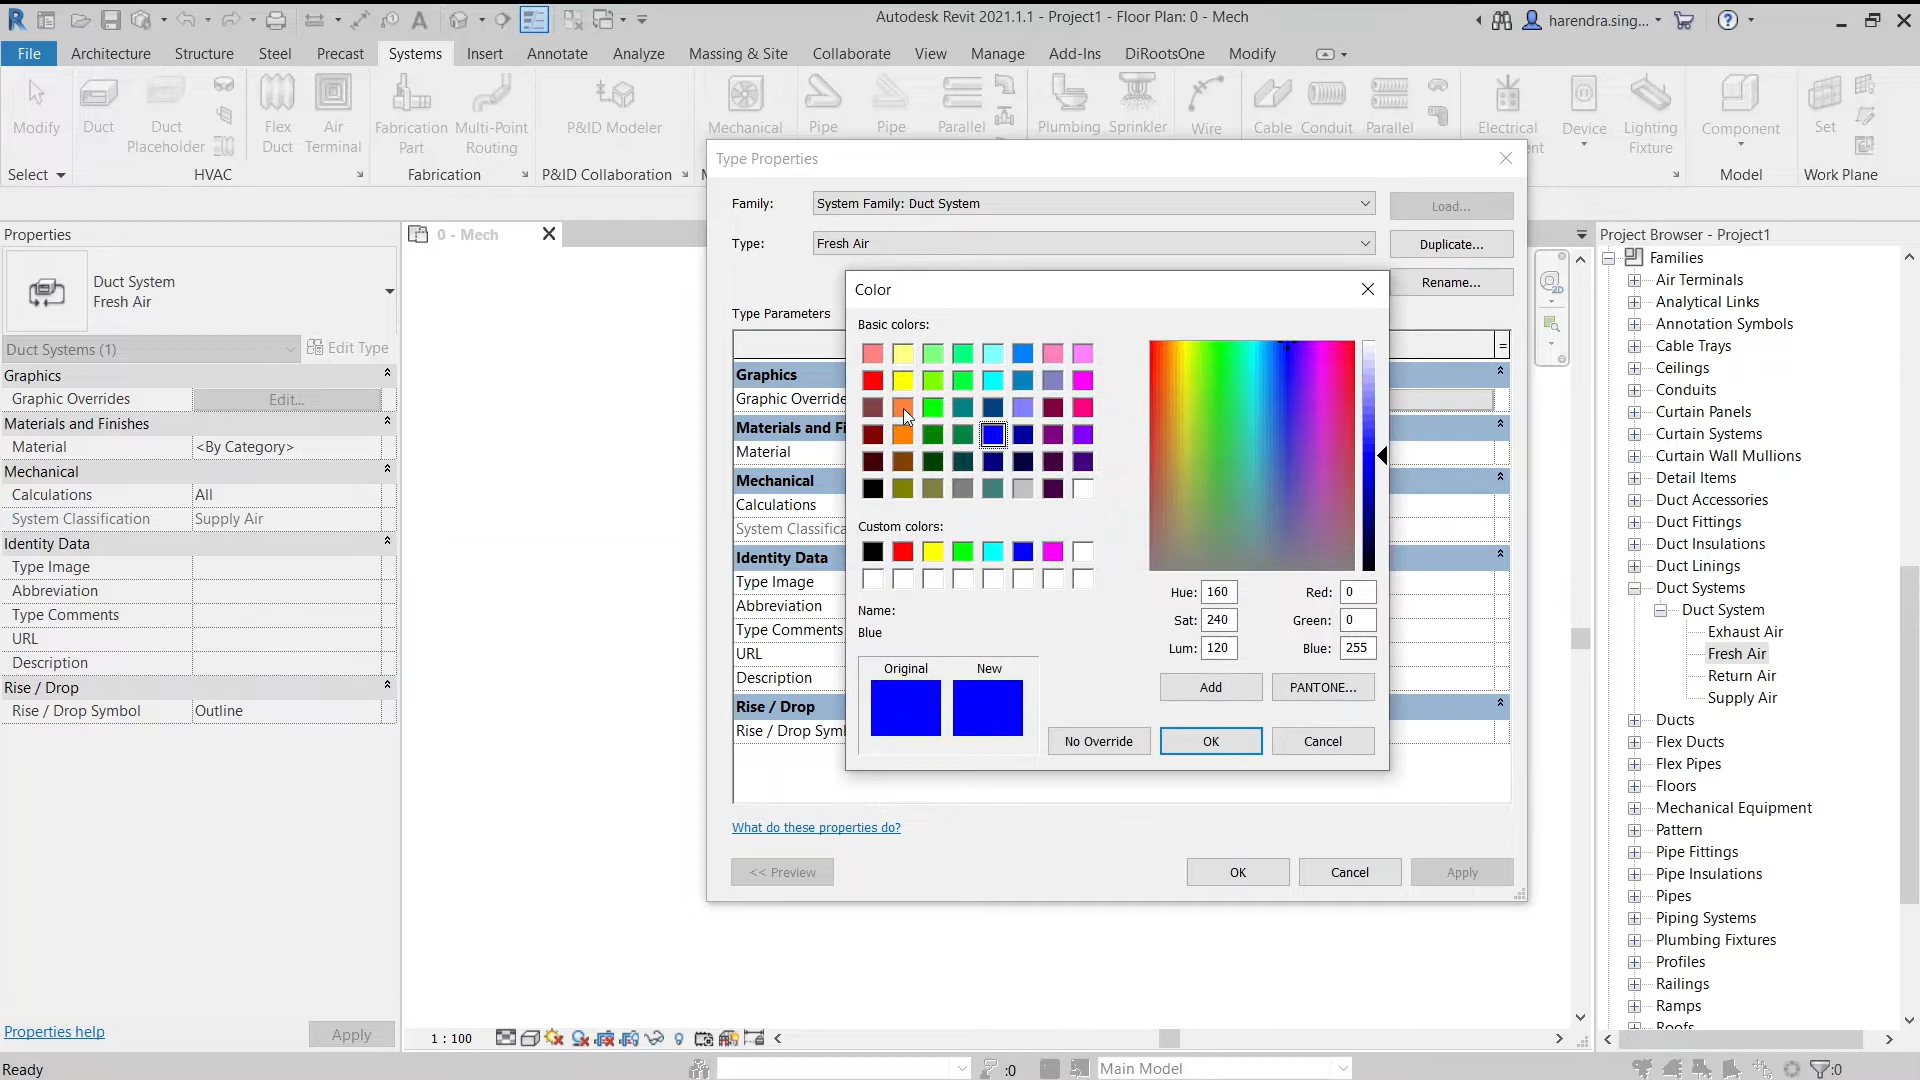 Autodesk Revit 2021.1.1 - Project1 - Floor Plan: 0 - Mech
harendra.sing...
File Architecture Structure Steel Precast Systems Insert Annotate Analyze Massing & Site Collaborate View Manage Add-Ins DiRootsOne Modify
Modify
Duct
Duct
Placeholder
Flex
Duct
Air
Terminal
Fabrication
Part
Multi-Point
Routing
P&ID Modeler
Mechanical
Pipe
Pipe
Parallel
Plumbing
Sprinkler
Wire
Cable
Conduit
Parallel
Electrical
Device
Lighting
Fixture
Component
Set
Select
HVAC
Fabrication
P&ID Collaboration
Model
Work Plane
Properties
Duct System
Fresh Air
Duct Systems (1)
Edit Type
Graphics
Graphic Overrides Edit...
Materials and Finishes
Material <By Category>
Mechanical
Calculations All
System Classification Supply Air
Identity Data
Type Image
Abbreviation
Type Comments
URL
Description
Rise / Drop
Rise / Drop Symbol Outline
Properties help
Apply
0 - Mech
Type Properties
Family: System Family: Duct System Load...
Type: Fresh Air Duplicate...
Rename...
Type Parameters
=
Graphics
Graphic Override
Materials and Fi
Material
Mechanical
Calculations
System Classifica
Identity Data
Type Image
Abbreviation
Type Comments
URL
Description
Rise / Drop
Rise / Drop Symb
What do these properties do?
<< Preview OK Cancel Apply
Color
Basic colors:
Custom colors:
Name:
Blue
Original New
Hue: 160 Red: 0
Sat: 240 Green: 0
Lum: 120 Blue: 255
Add PANTONE...
No Override OK Cancel
2D
Project Browser - Project1
Families
Air Terminals
Analytical Links
Annotation Symbols
Cable Trays
Ceilings
Conduits
Curtain Panels
Curtain Systems
Curtain Wall Mullions
Detail Items
Duct Accessories
Duct Fittings
Duct Insulations
Duct Linings
Duct Systems
Duct System
Exhaust Air
Fresh Air
Return Air
Supply Air
Ducts
Flex Ducts
Flex Pipes
Floors
Mechanical Equipment
Pattern
Pipe Fittings
Pipe Insulations
Pipes
Piping Systems
Plumbing Fixtures
Profiles
Railings
Ramps
Roofs
1 : 100
Ready
:0
Main Model
:0